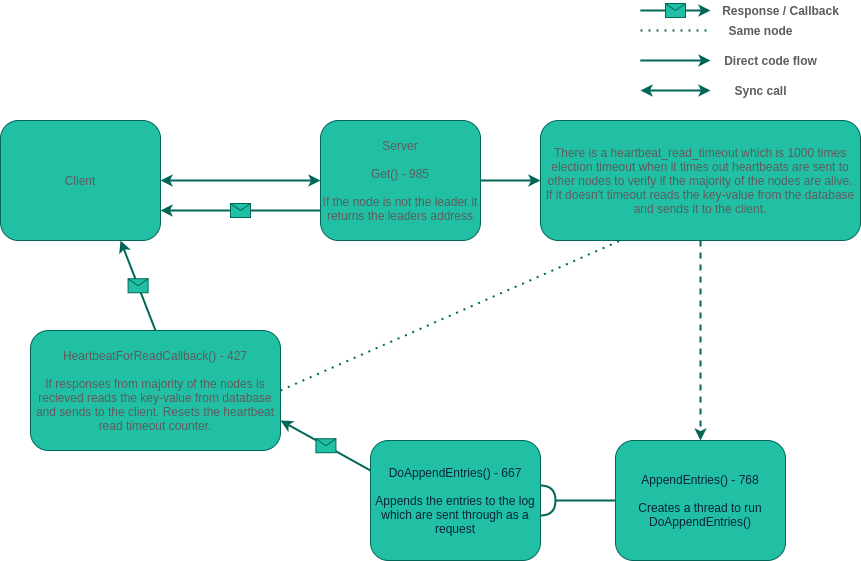 Response / Callback
Same node
Direct code flow
Sync call
Client
Server
Get() - 985
If the node is not the leader it
returns the leaders address
There is a heartbeat_read_timeout which is 1000 times
election timeout when it times out heartbeats are sent to
other nodes to verify if the majority of the nodes are alive.
If it doesn't timeout reads the key-value from the database
and sends it to the client.
HeartbeatForReadCallback() - 427
If responses from majority of the nodes is
recieved reads the key-value from database
and sends to the client. Resets the heartbeat
read timeout counter.
DoAppendEntries() - 667
Appends the entries to the log
which are sent through as a
request
AppendEntries() - 768
Creates a thread to run
DoAppendEntries()